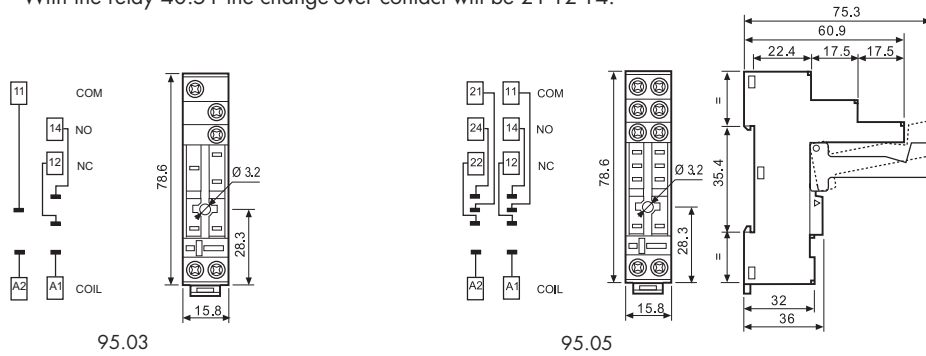 With the relay the change over contact will be 21-12-14.
75.3
60.9
22.4 17.5 17.5
11 COM
14 NO
12 NC
A2 A1 COIL
78.6
Ø 3.2
28.3
15.8
95.03
21 11 COM
24 14 NO
22 12 NC
A2 A1 COIL
78.6
Ø 3.2
28.3
15.8
95.05
=
35.4
=
32
36